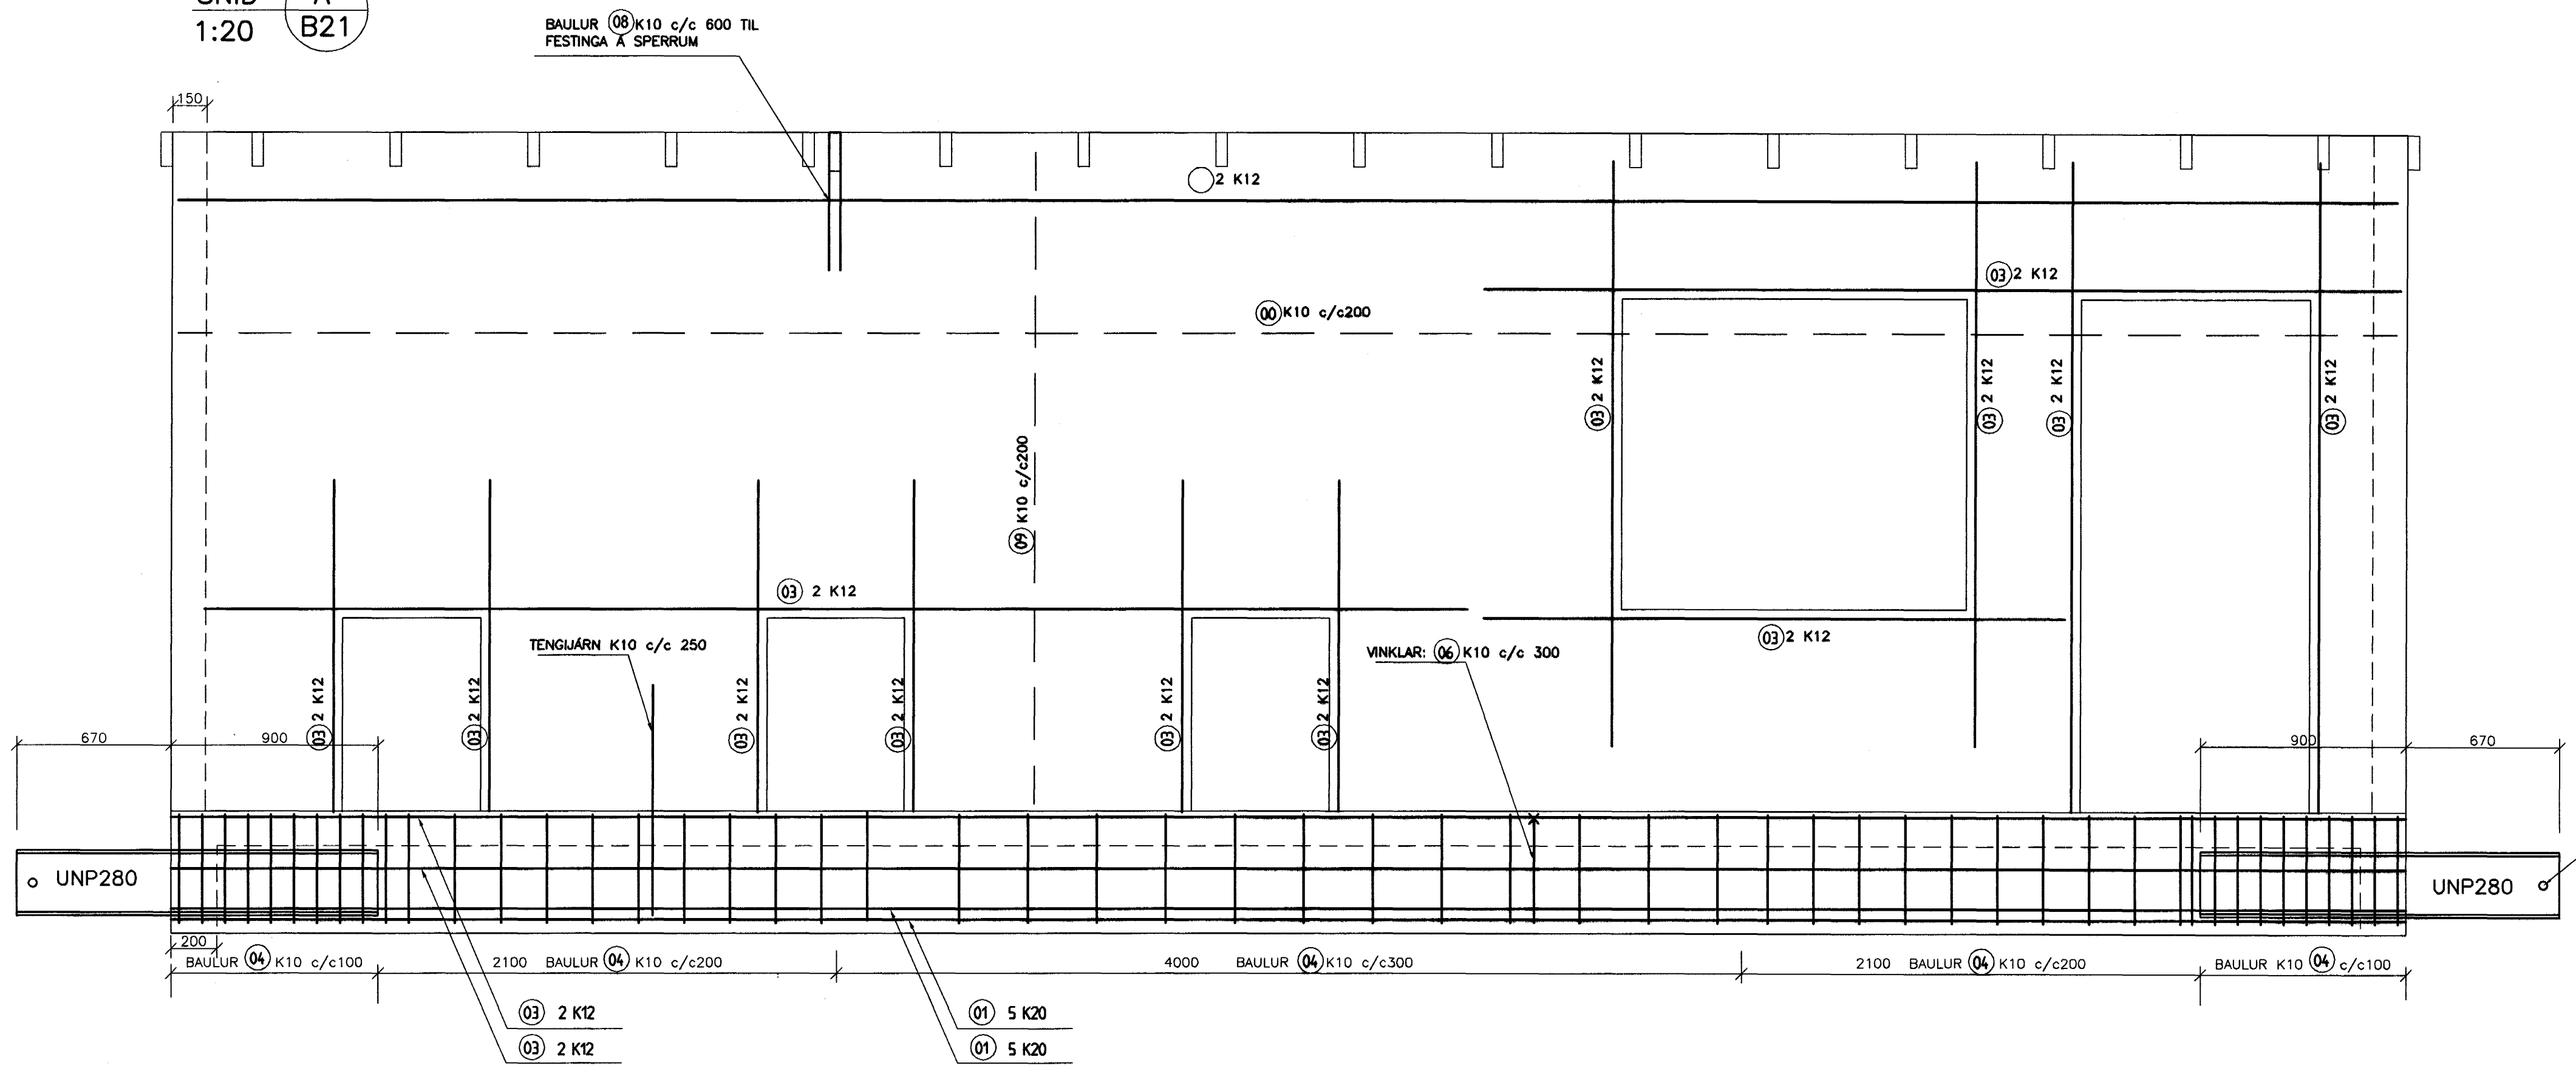 1:20
A
B21
BAULUR 08 K10 c/c 600 TIL
FESTINGA Á SPERRUM
150
2 K12
03 2 K12
00 K10 c/c200
03 2 K12
03 2 K12
03 2 K12
03 2 K12
09 K10 c/c200
03 2 K12
TENGIJÁRN K10 c/c 250
VINKLAR: 06 K10 c/c 300
03 2 K12
03 2 K12
03 2 K12
03 2 K12
03 2 K12
03 2 K12
03 2 K12
670
900
900
670
UNP280
UNP280
200
BAULUR 04 K10 c/c100
2100 BAULUR 04 K10 c/c200
4000 BAULUR 04 K10 c/c300
2100 BAULUR 04 K10 c/c200
BAULUR K10 04 c/c100
03 2 K12
03 2 K12
01 5 K20
01 5 K20